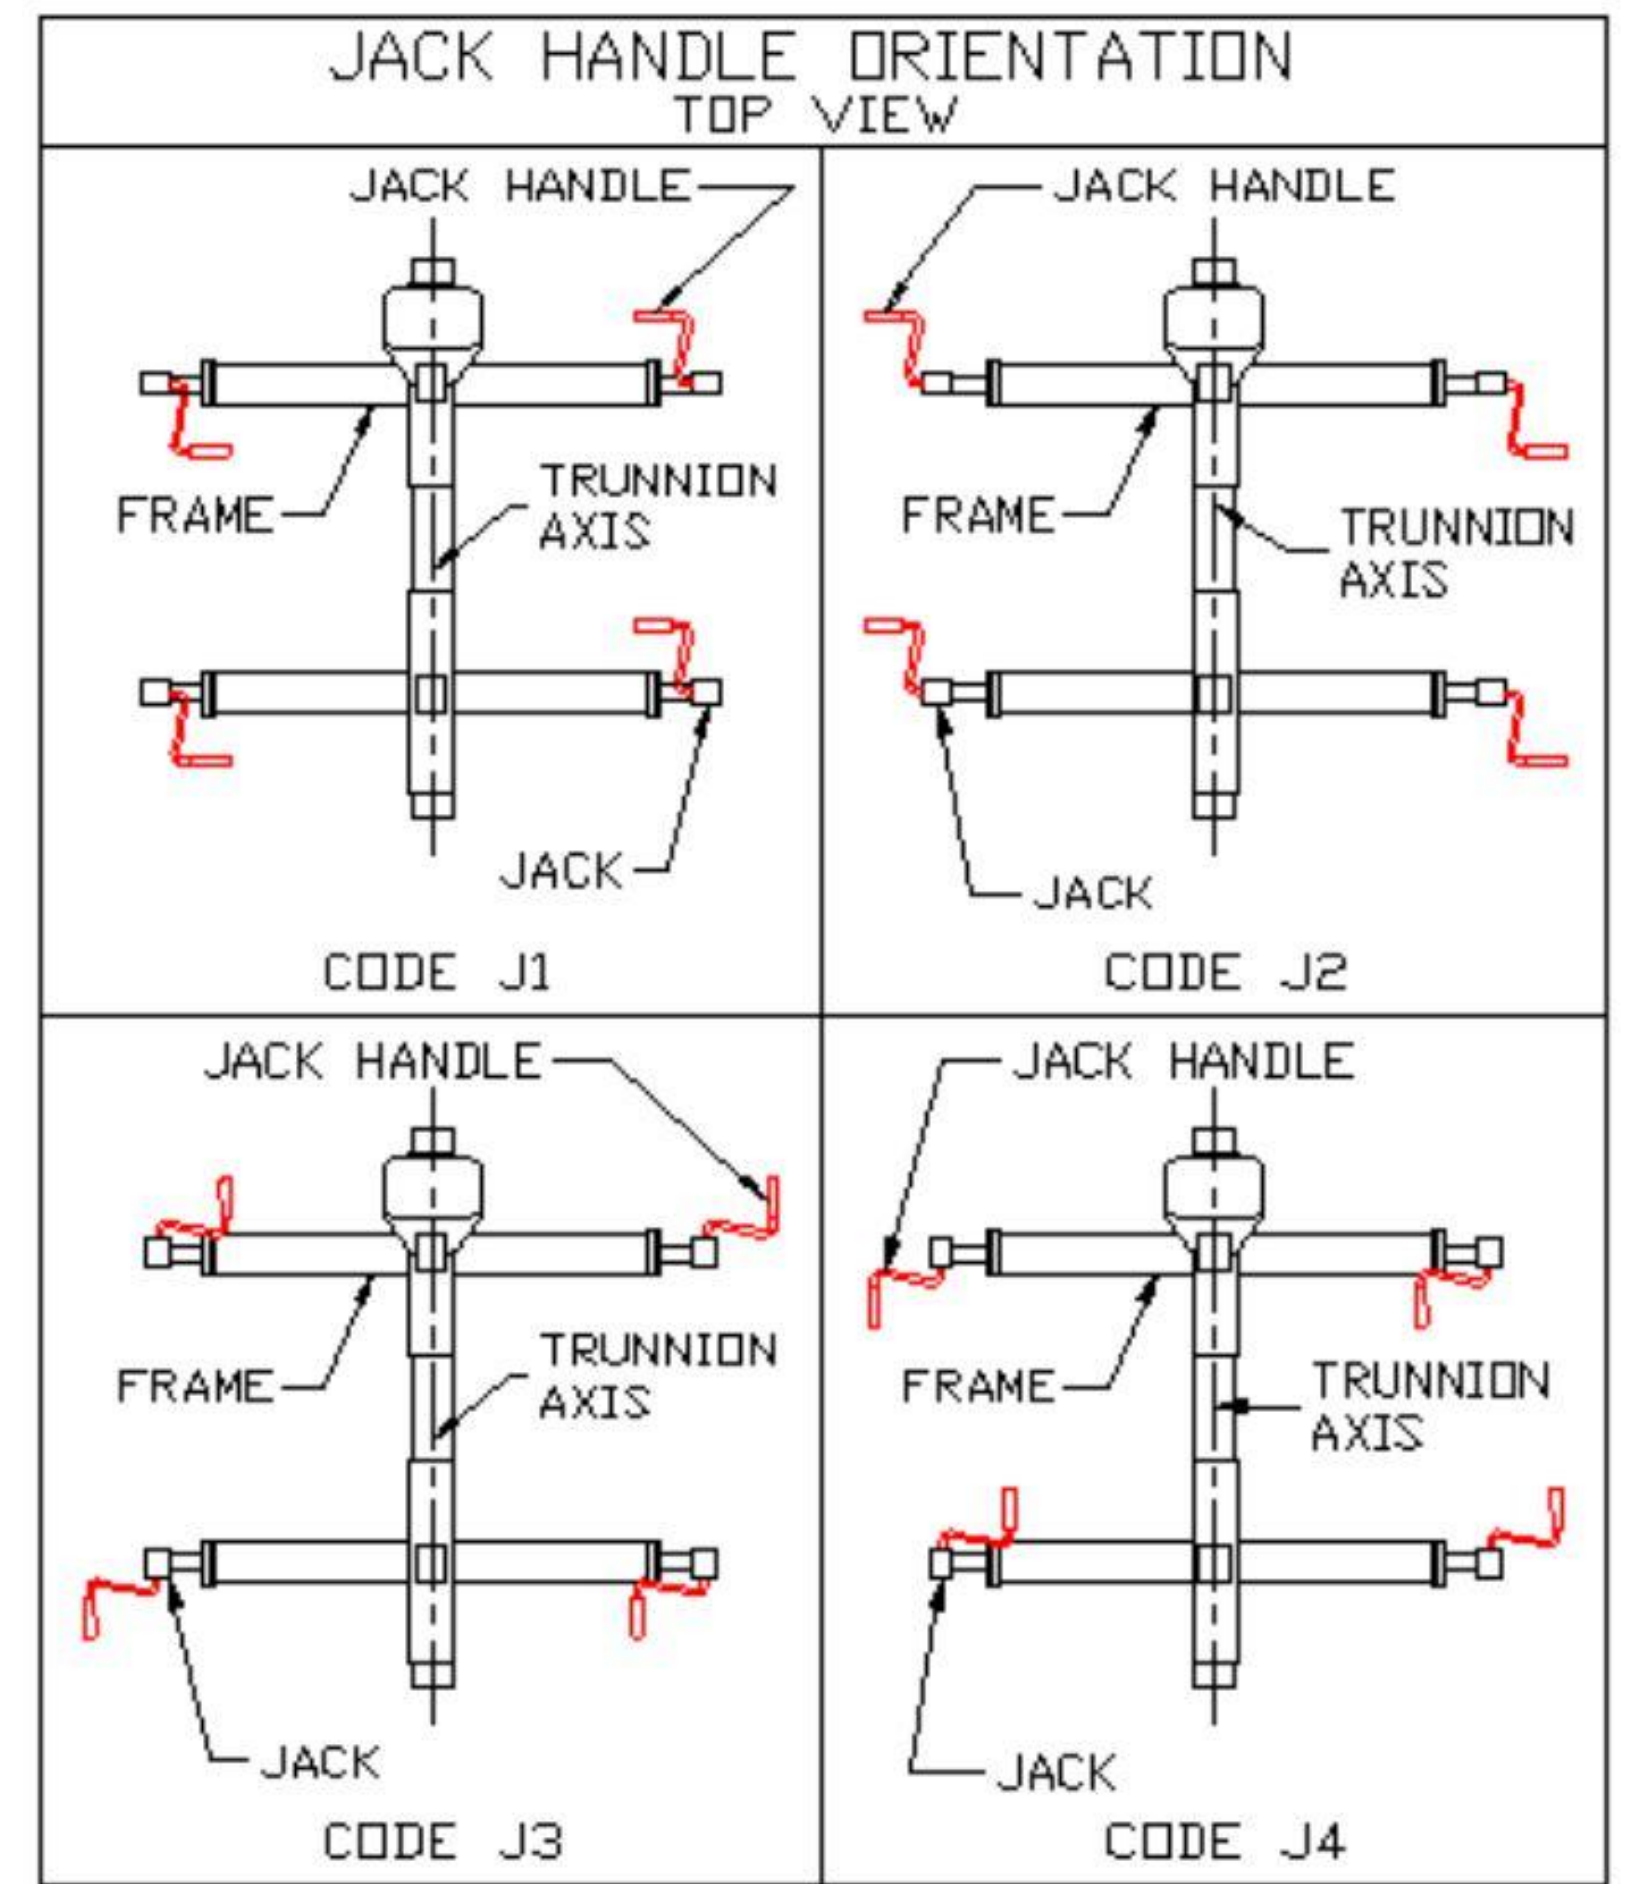 JACK HANDLE ORIENTATION
TOP VIEW
JACK HANDLE
FRAME
TRUNNION
AXIS
JACK
CODE J1
JACK HANDLE
FRAME
TRUNNION
AXIS
JACK
CODE J2
JACK HANDLE
FRAME
TRUNNION
AXIS
JACK
CODE J3
JACK HANDLE
FRAME
TRUNNION
AXIS
JACK
CODE J4